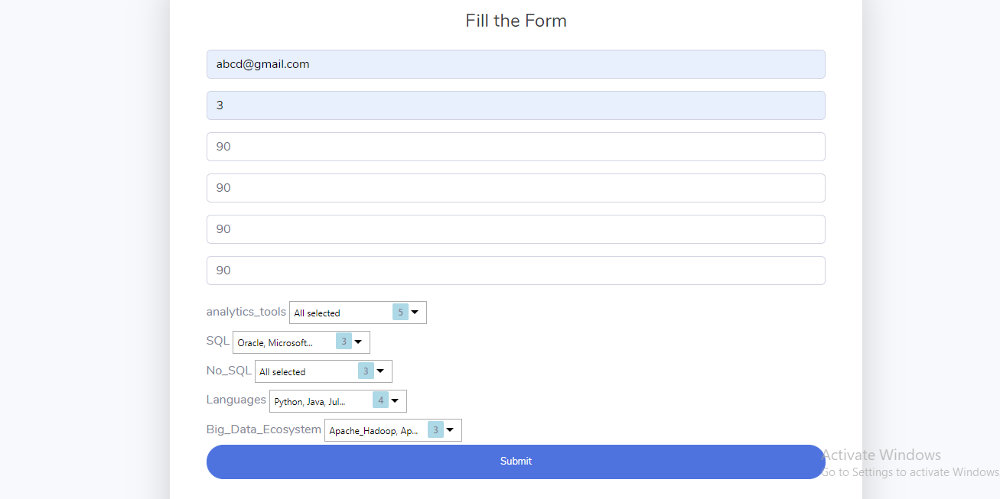 Fill the Form
abcd@gmail.com
3
90
90
90
90
analytics_tools All selected 5
SQL Oracle, Microsoft... 3
No_SQL All selected 3
Languages Python, Java, Jul... 4
Big_Data_Ecosystem Apache_Hadoop, Ap... 3
Submit
Activate Windows
Go to Settings to activate Windows